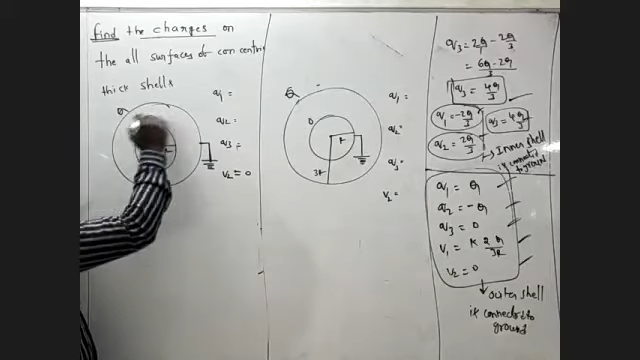 Find the charges on
the all surfaces of concentric
thick shells
Q
q1 =
q2 =
q3 =
V2 = 0
Q
0
R
3R
q1 =
q2 =
q3 =
V2 =
q3 = 2Q/1 - 2Q/3
= 6Q - 2Q/3
q3 = 4Q/3
q1 = -2Q/3
q3 = 4Q/3
q2 = 2Q/3
→ Inner shell
is connected
to ground
q1 = Q
q2 = -Q
q3 = 0
V1 = K 2Q/3R
V2 = 0
↓ outer shell
is connected to
ground